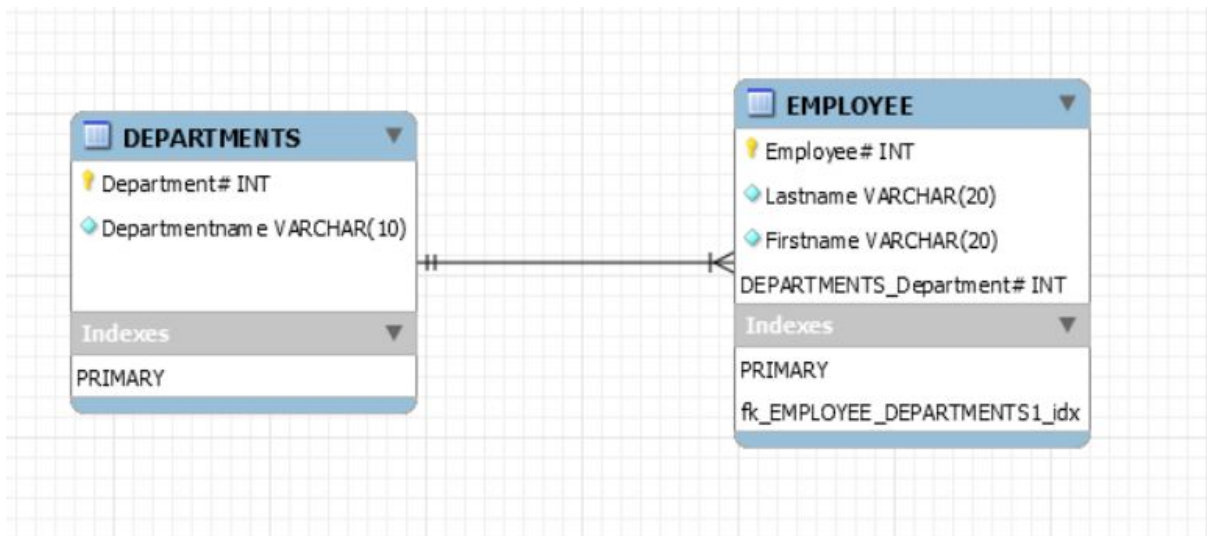 DEPARTMENTS
Department# INT
Departmentname VARCHAR(10)
Indexes
PRIMARY
EMPLOYEE
Employee# INT
Lastname VARCHAR(20)
Firstname VARCHAR(20)
DEPARTMENTS_Department# INT
Indexes
PRIMARY
fk_EMPLOYEE_DEPARTMENTS1_idx